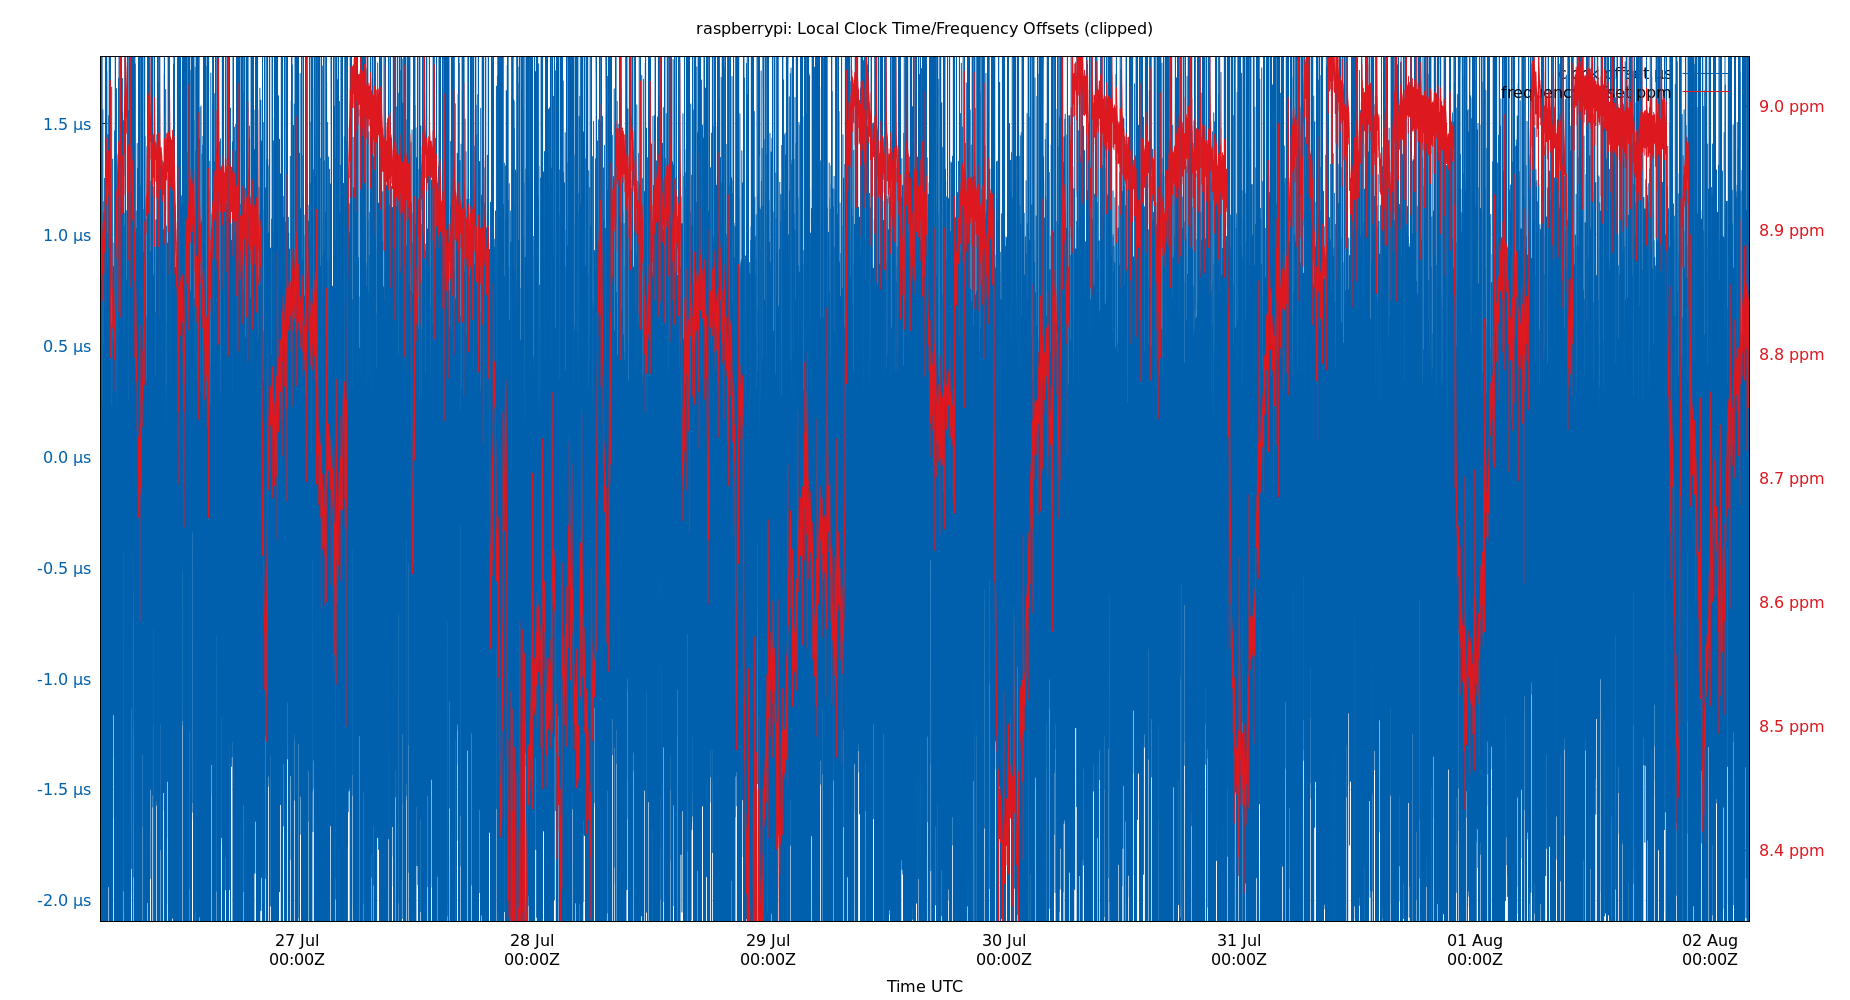 raspberrypi: Local Clock Time/Frequency Offsets (clipped)
clock offset µs
frequency offset ppm
1.5 µs
1.0 µs
0.5 µs
0.0 µs
-0.5 µs
-1.0 µs
-1.5 µs
-2.0 µs
9.0 ppm
8.9 ppm
8.8 ppm
8.7 ppm
8.6 ppm
8.5 ppm
8.4 ppm
27 Jul
00:00Z
28 Jul
00:00Z
29 Jul
00:00Z
30 Jul
00:00Z
31 Jul
00:00Z
01 Aug
00:00Z
02 Aug
00:00Z
Time UTC